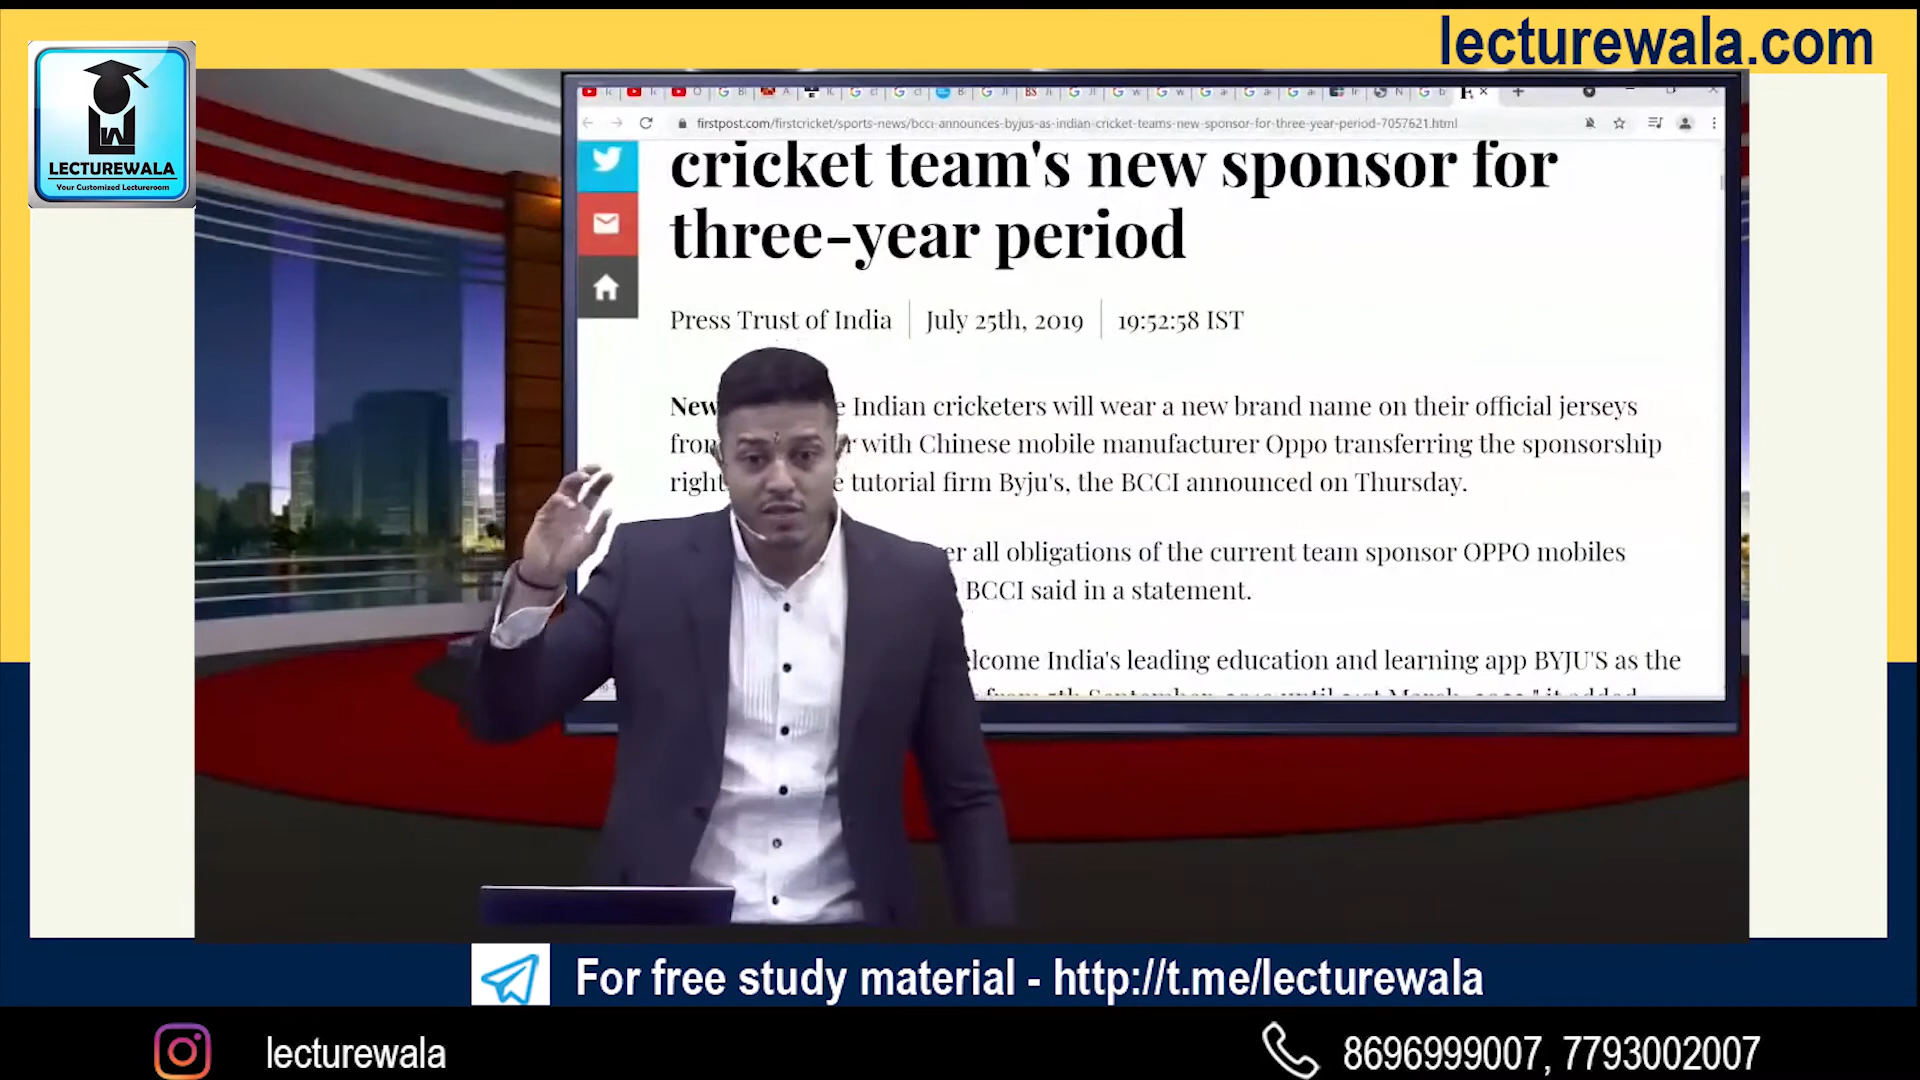 lecturewala.com
LW
LECTUREWALA
Your Customized Lectureroom
firstpost.com/firstcricket/sports-news/bcci-announces-byjus-as-indian-cricket-teams-new-sponsor-for-three-year-period-7057621.html
cricket team's new sponsor for
three-year period
Press Trust of India July 25th, 2019 19:52:58 IST
New Indian cricketers will wear a new brand name on their official jerseys
with Chinese mobile manufacturer Oppo transferring the sponsorship
tutorial firm Byju's, the BCCI announced on Thursday.
all obligations of the current team sponsor OPPO mobiles
BCCI said in a statement.
India's leading education and learning app BYJU'S as the
For free study material - http://t.me/lecturewala
lecturewala
8696999007, 7793002007